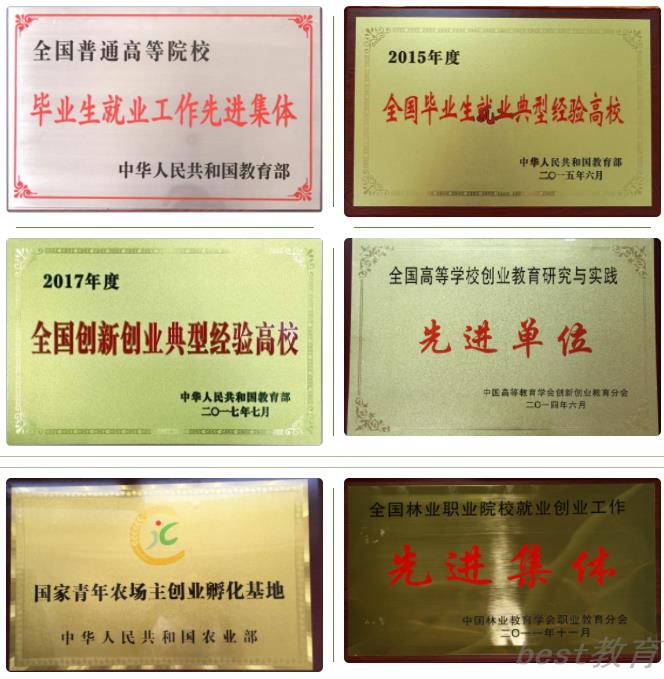 全国普通高等院校
毕业生就业工作先进集体
中华人民共和国教育部
2015年度
全国毕业生就业典型经验高校
中华人民共和国教育部
二〇一五年六月
2017年度
全国创新创业典型经验高校
中华人民共和国教育部
二〇一七年七月
全国高等学校创业教育研究与实践
先进单位
中国高等教育学会创新创业教育分会
二〇一四年六月
jc
国家青年农场主创业孵化基地
中华人民共和国农业部
全国林业职业院校就业创业工作
先进集体
中国林业教育学会职业教育分会
二〇一一年十一月
best教育